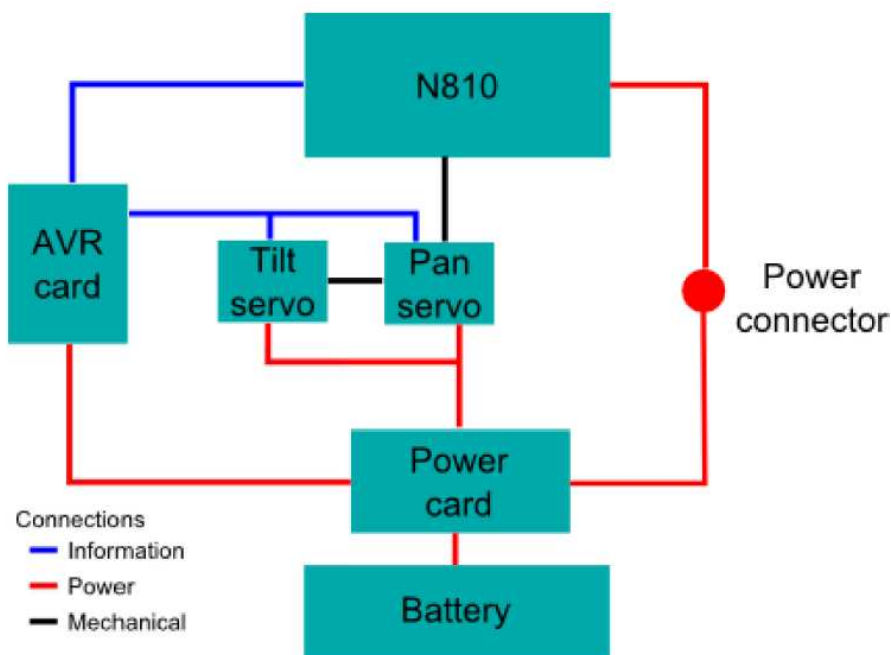 N810
AVR
card
Tilt
servo
Pan
servo
Power
connector
Power
card
Connections
Information
Power
Mechanical
Battery